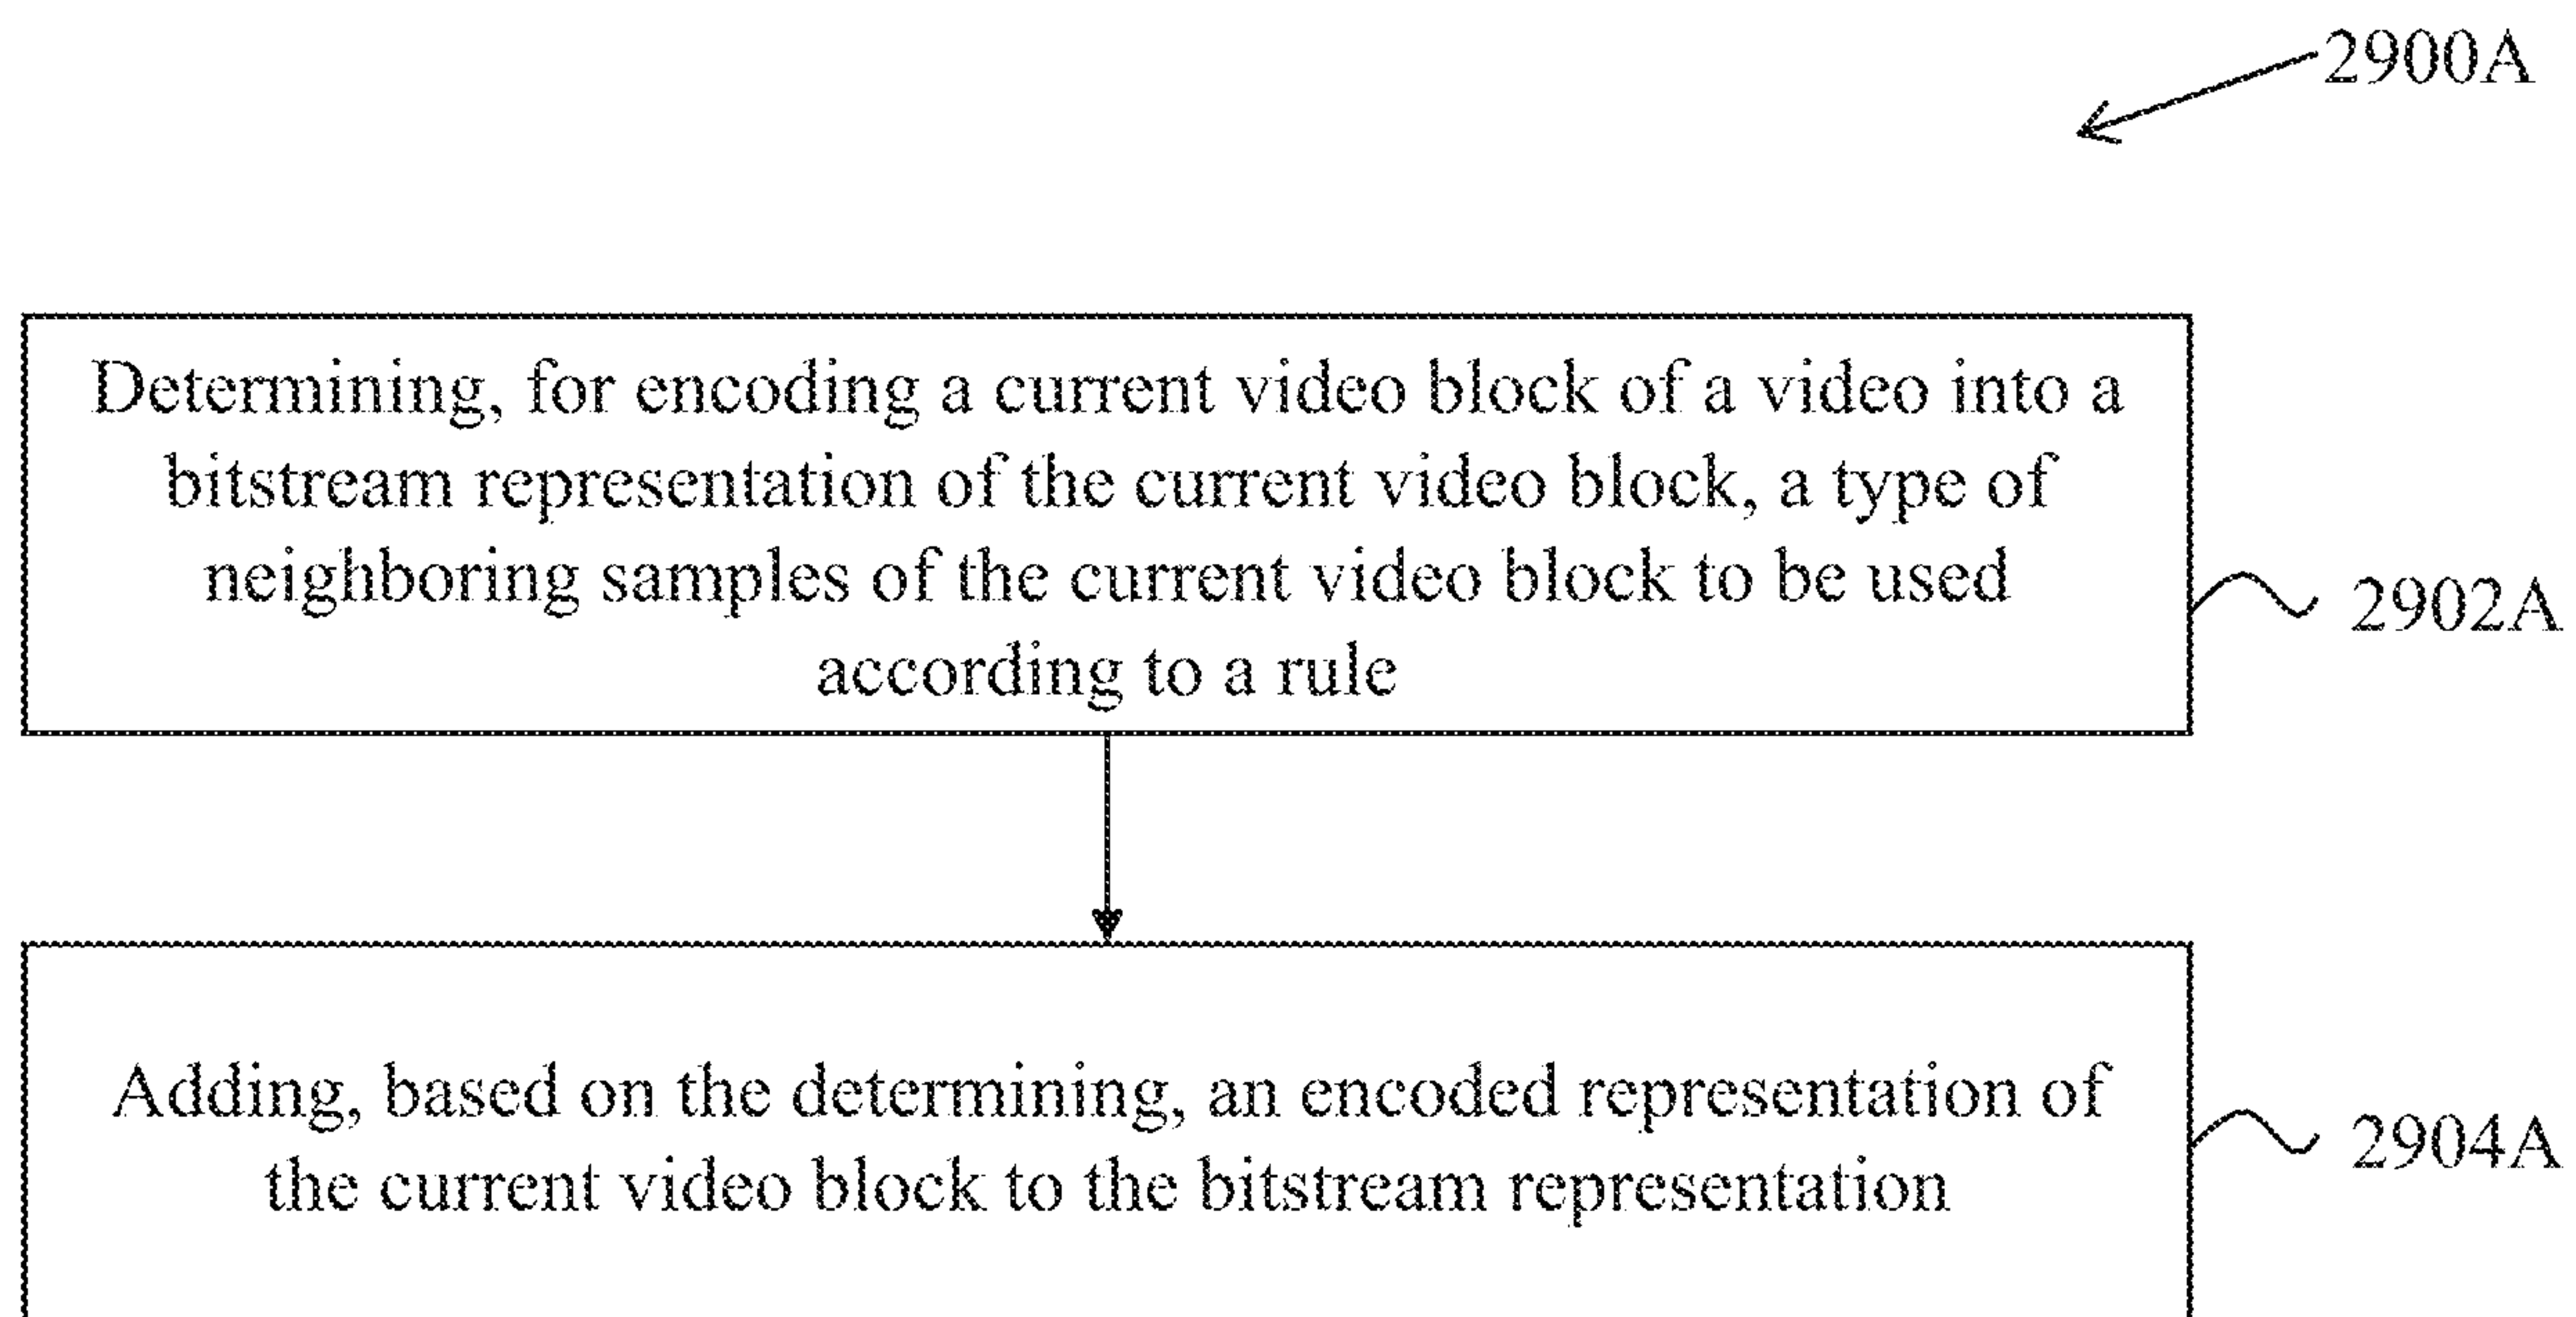 2900A
Determining, for encoding a current video block of a video into a
bitstream representation of the current video block, a type of
neighboring samples of the current video block to be used
according to a rule
2902A
Adding, based on the determining, an encoded representation of
the current video block to the bitstream representation
2904A